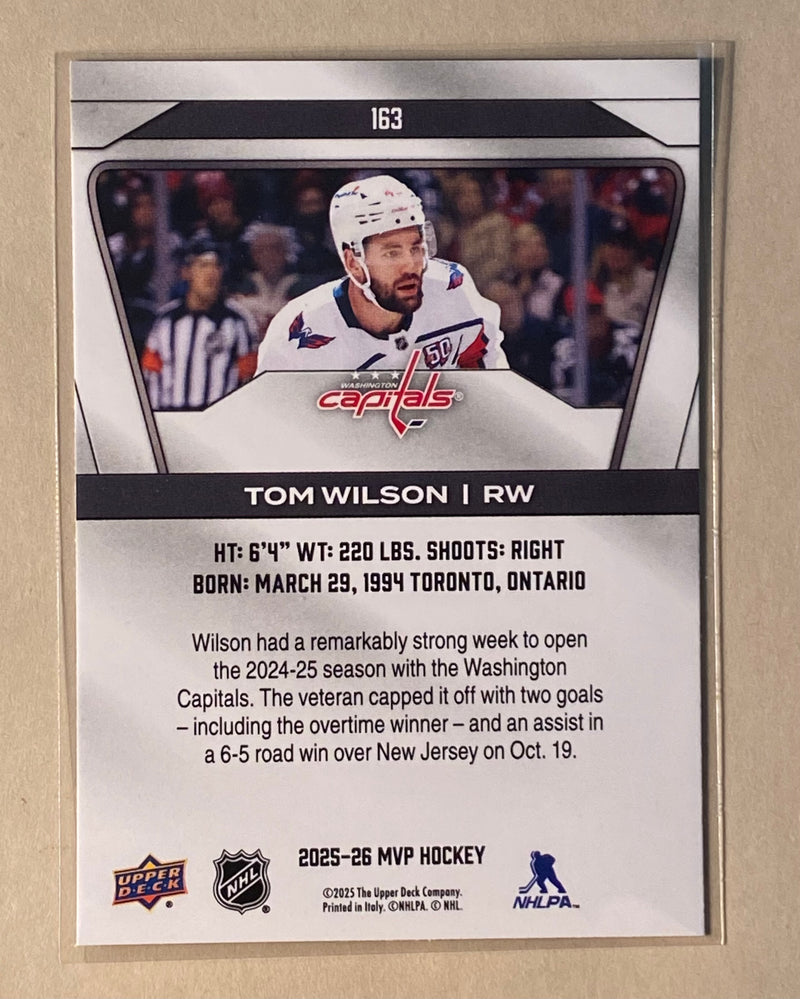 163
50
WASHINGTON
capitals®
TOM WILSON | RW
HT: 6'4" WT: 220 LBS. SHOOTS: RIGHT
BORN: MARCH 29, 1994 TORONTO, ONTARIO
Wilson had a remarkably strong week to open
the 2024-25 season with the Washington
Capitals. The veteran capped it off with two goals
– including the overtime winner – and an assist in
a 6-5 road win over New Jersey on Oct. 19.
UPPER
D·E·C·K
®
NHL
®
2025-26 MVP HOCKEY
©2025 The Upper Deck Company.
Printed in Italy. ©NHLPA. © NHL.
NHLPA™